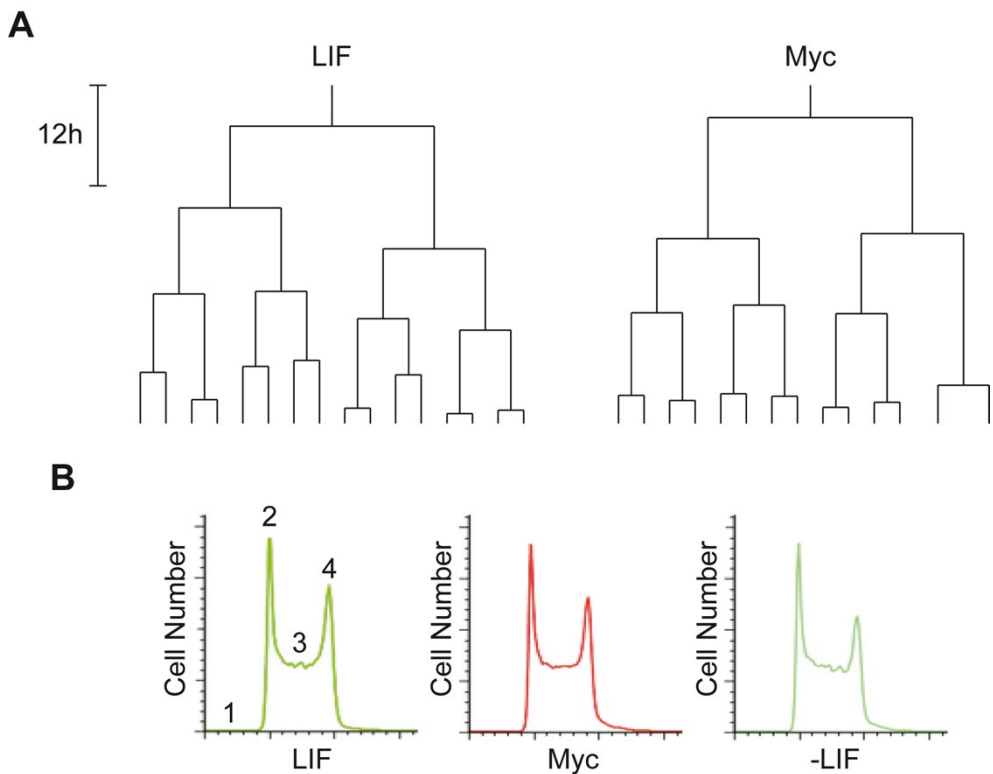 A
LIF
Myc
12h
B
Cell Number
1
2
3
4
LIF
Cell Number
Myc
Cell Number
-LIF